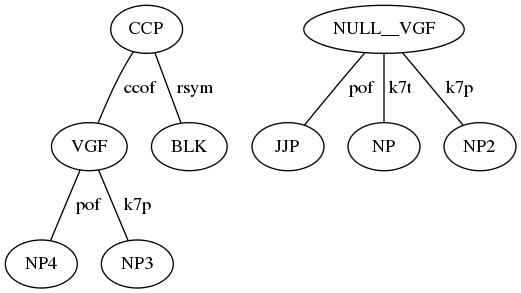 CCP NULL__VGF
ccof rsym pof k7t k7p
VGF BLK JJP NP NP2
pof k7p
NP4 NP3